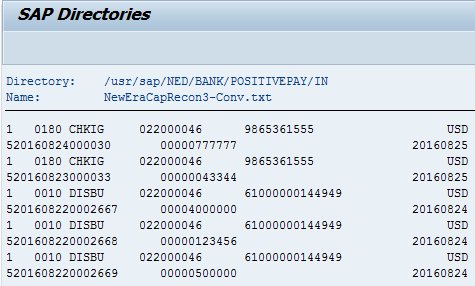 SAP Directories
Directory: /usr/sap/NED/BANK/POSITIVEPAY/IN
Name: NewEraCapRecon3-Conv.txt
1 0180 CHKIG 022000046 9865361555 USD
520160824000030 00000777777 20160825
1 0180 CHKIG 022000046 9865361555 USD
520160823000033 00000043344 20160825
1 0010 DISBU 022000046 61000000144949 USD
5201608220002667 00004000000 20160824
1 0010 DISBU 022000046 61000000144949 USD
5201608220002668 00000123456 20160824
1 0010 DISBU 022000046 61000000144949 USD
5201608220002669 00000500000 20160824